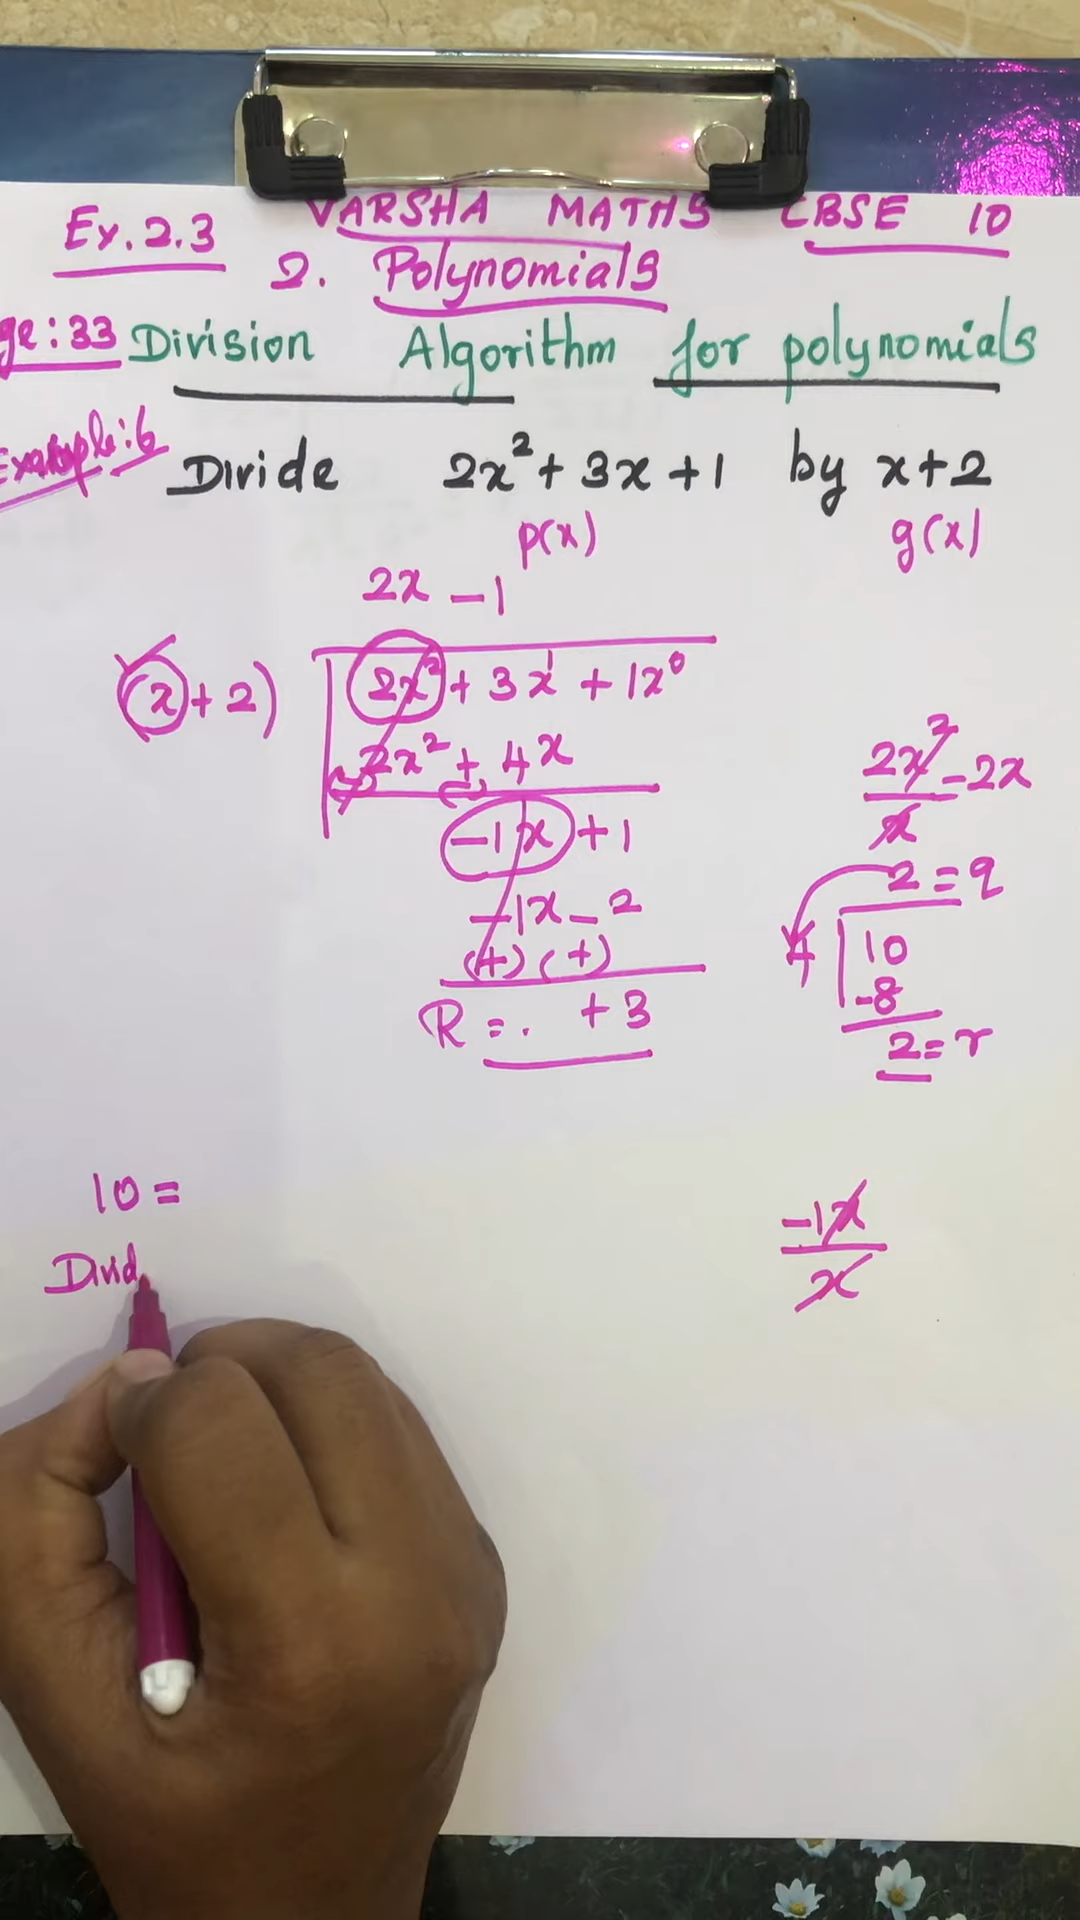 VARSHA MATHS CBSE 10
Ex. 2.3
2. Polynomials
ge: 33 Division Algorithm for polynomials
Example: 6 Divide 2x² + 3x + 1 by x + 2
p(x) g(x)
2x - 1
x + 2) 2x² + 3x¹ + 1x⁰
2x² + 4x
(-) (-)
-1x + 1
-1x - 2
(+) (+)
R = . + 3
2x² - 2x
x
2 = q
4 10
-8
2 = r
10 =
Divid
-1x
x